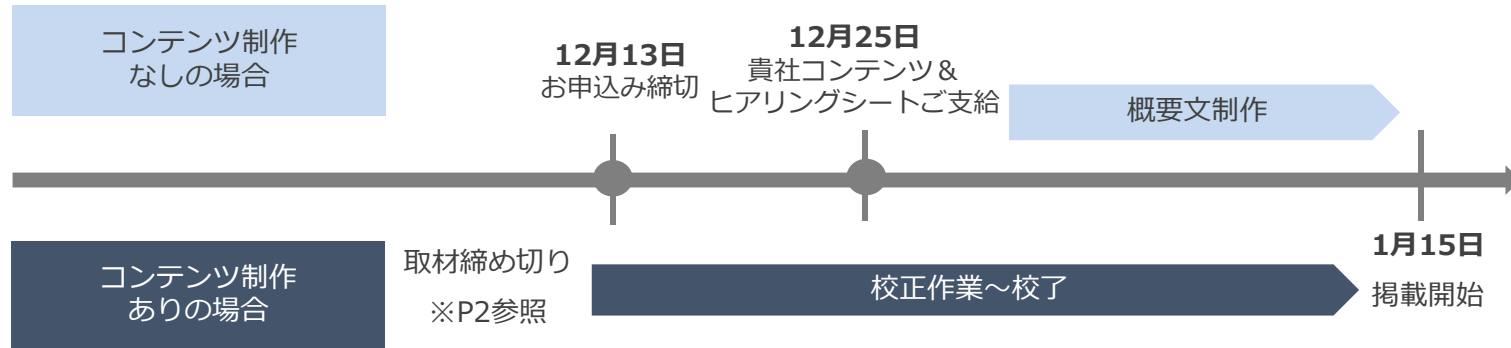 コンテンツ制作
なしの場合
12月13日
お申込み締切
12月25日
貴社コンテンツ＆
ヒアリングシートご支給
概要文制作
コンテンツ制作
ありの場合
取材締め切り
※P2参照
校正作業～校了
1月15日
掲載開始